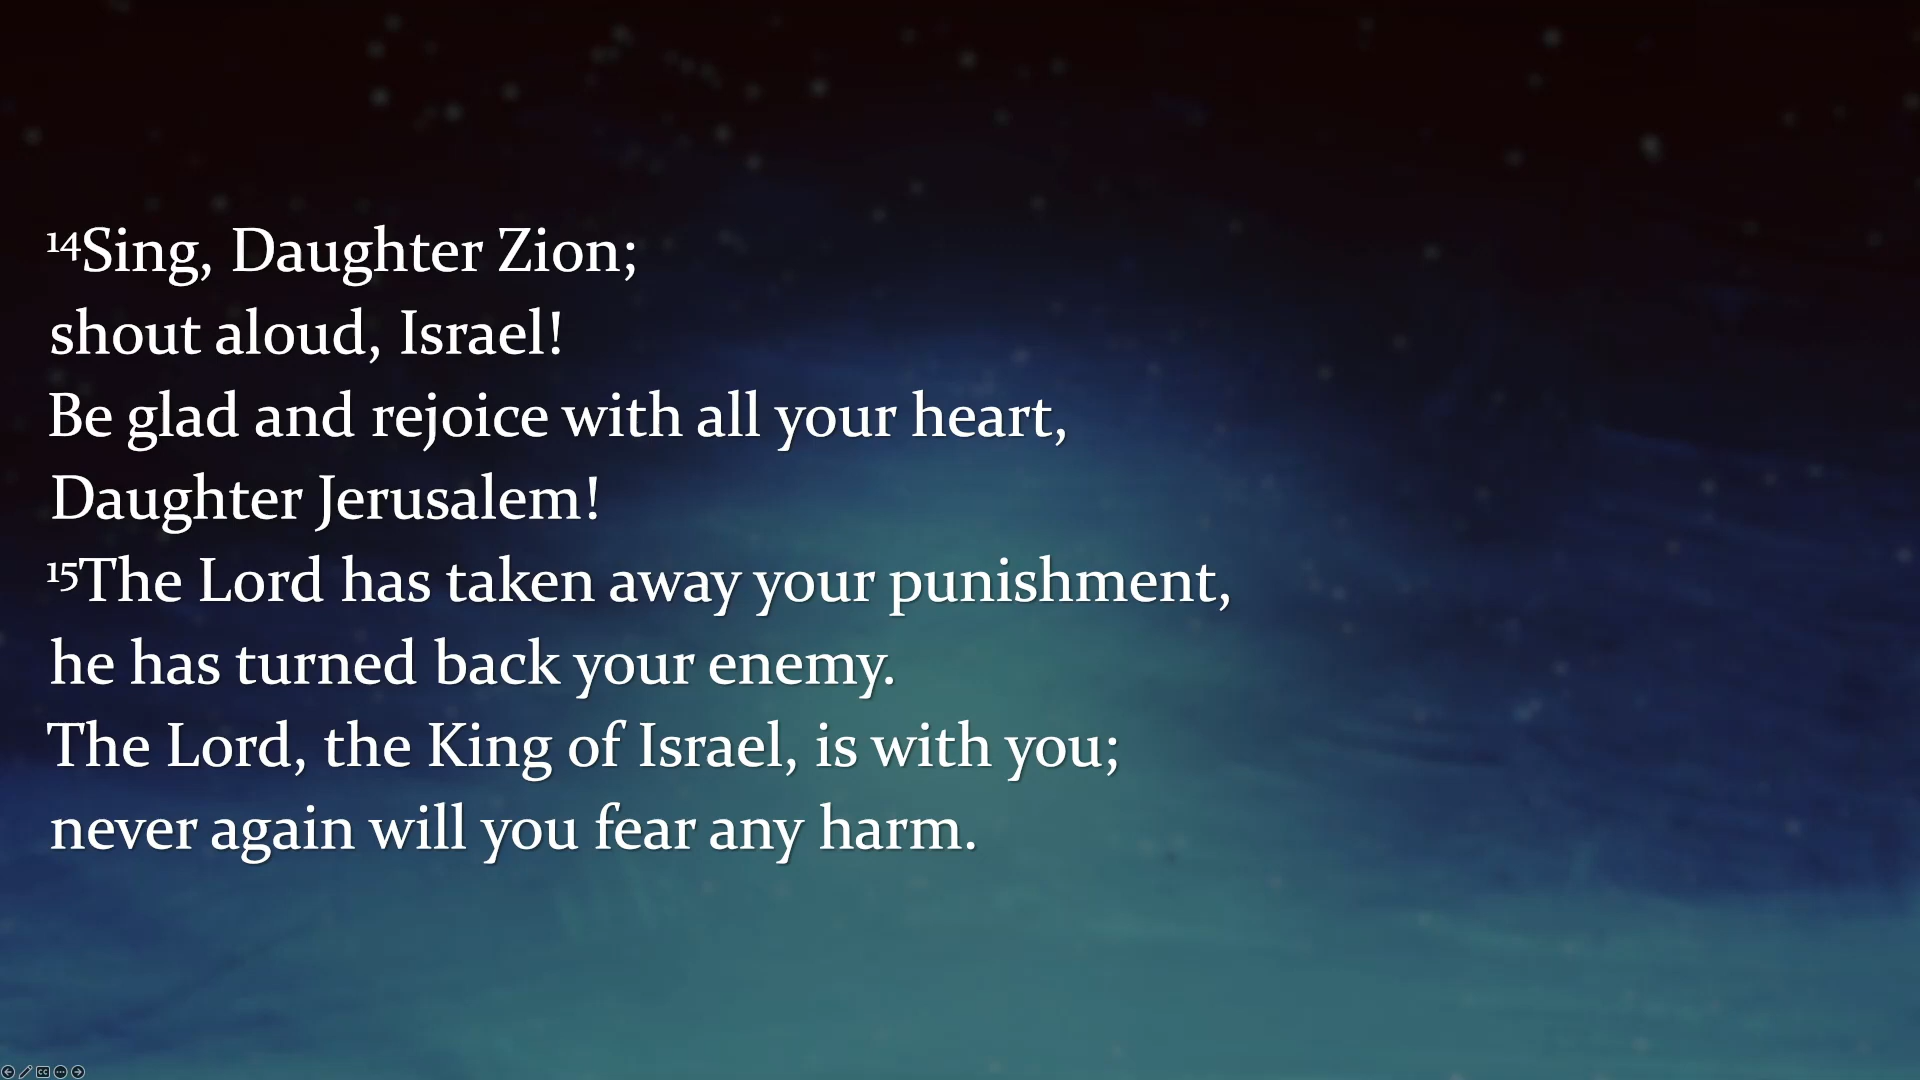 ¹⁴Sing, Daughter Zion;
shout aloud, Israel!
Be glad and rejoice with all your heart,
Daughter Jerusalem!
¹⁵The Lord has taken away your punishment,
he has turned back your enemy.
The Lord, the King of Israel, is with you;
never again will you fear any harm.